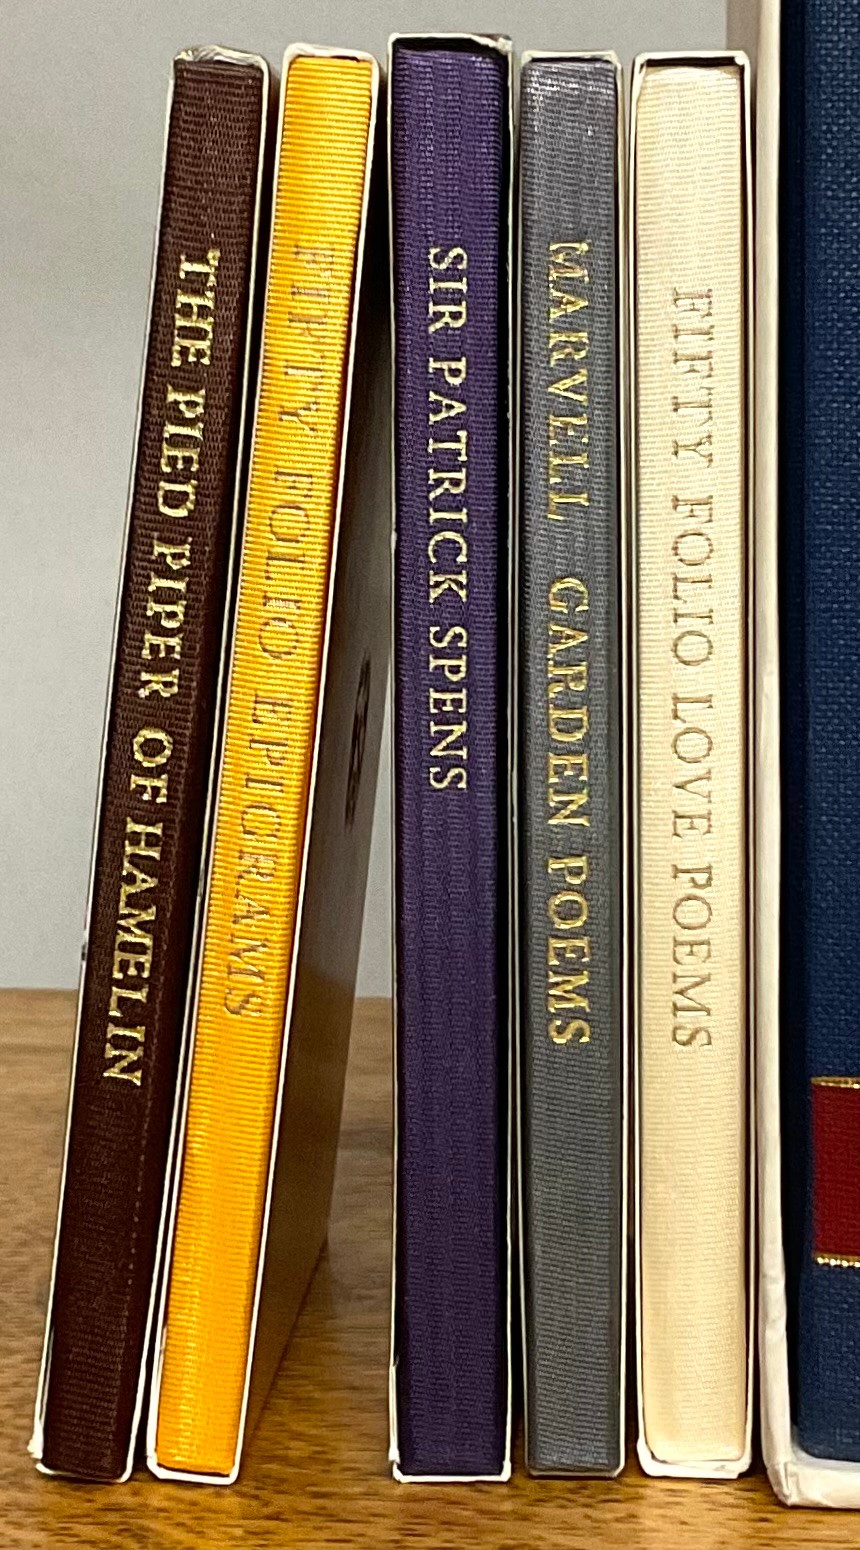 THE PIED PIPER OF HAMELIN
FIFTY FOLIO EPIGRAMS
SIR PATRICK SPENS
MARVELL GARDEN POEMS
FIFTY FOLIO LOVE POEMS